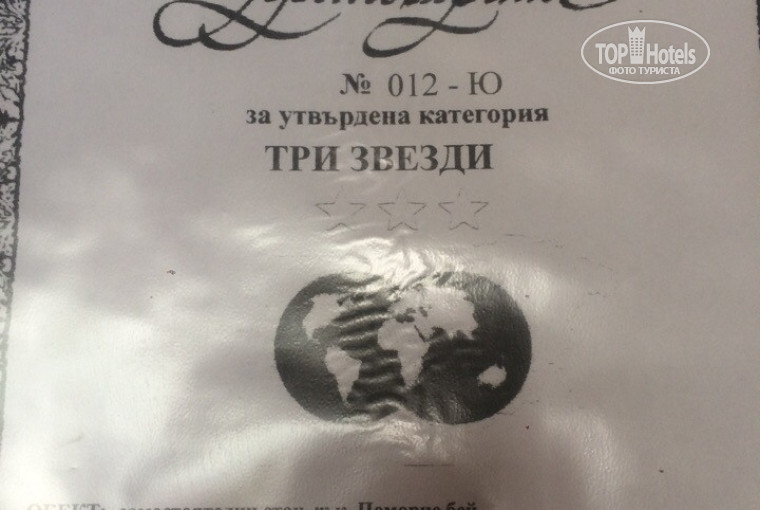 TOP Hotels
ФОТО ТУРИСТА
№ 012 - Ю
за утвърдена категория
ТРИ ЗВЕЗДИ